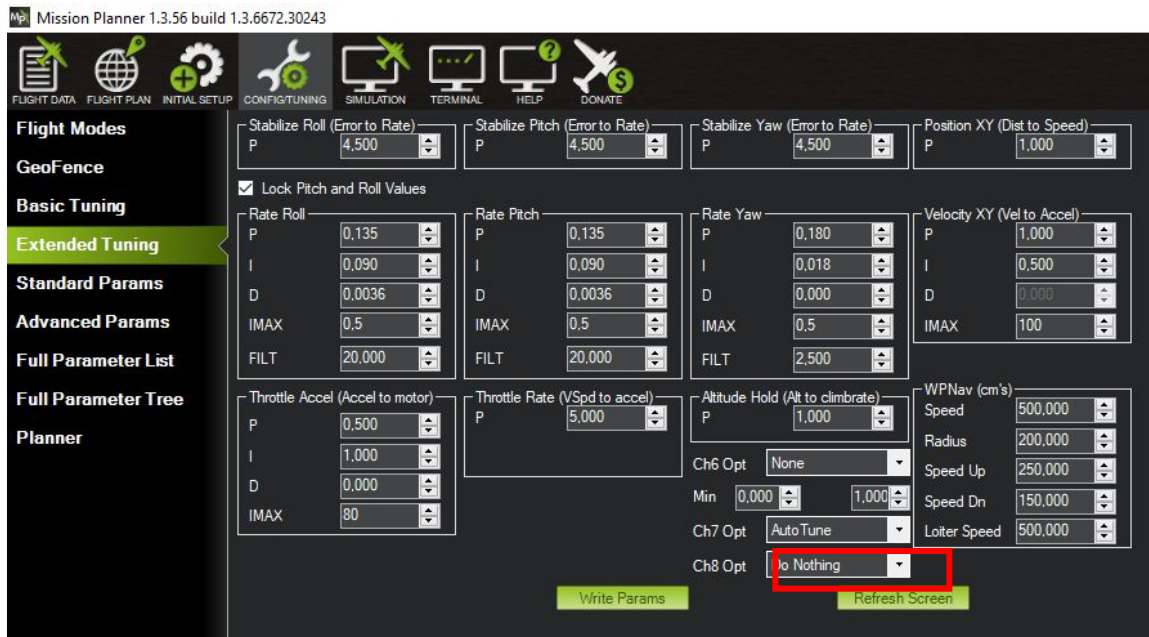 Mission Planner 1.3.56 build 1.3.6672.30243
FLIGHT DATA FLIGHT PLAN INITIAL SETUP CONFIG/TUNING SIMULATION TERMINAL HELP DONATE
Flight Modes
GeoFence
Basic Tuning
Extended Tuning
Standard Params
Advanced Params
Full Parameter List
Full Parameter Tree
Planner
Stabilize Roll (Error to Rate)
P 4,500
Stabilize Pitch (Error to Rate)
P 4,500
Stabilize Yaw (Error to Rate)
P 4,500
Position XY (Dist to Speed)
P 1,000
Lock Pitch and Roll Values
Rate Roll
P 0,135
I 0,090
D 0,0036
IMAX 0,5
FILT 20,000
Rate Pitch
P 0,135
I 0,090
D 0,0036
IMAX 0,5
FILT 20,000
Rate Yaw
P 0,180
I 0,018
D 0,000
IMAX 0,5
FILT 2,500
Velocity XY (Vel to Accel)
P 1,000
I 0,500
D 0,000
IMAX 100
Throttle Accel (Accel to motor)
P 0,500
I 1,000
D 0,000
IMAX 80
Throttle Rate (VSpd to accel)
P 5,000
Altitude Hold (Alt to climbrate)
P 1,000
Ch6 Opt None
Min 0,000 1,000
Ch7 Opt AutoTune
Ch8 Opt Do Nothing
WPNav (cm's)
Speed 500,000
Radius 200,000
Speed Up 250,000
Speed Dn 150,000
Loiter Speed 500,000
Write Params
Refresh Screen